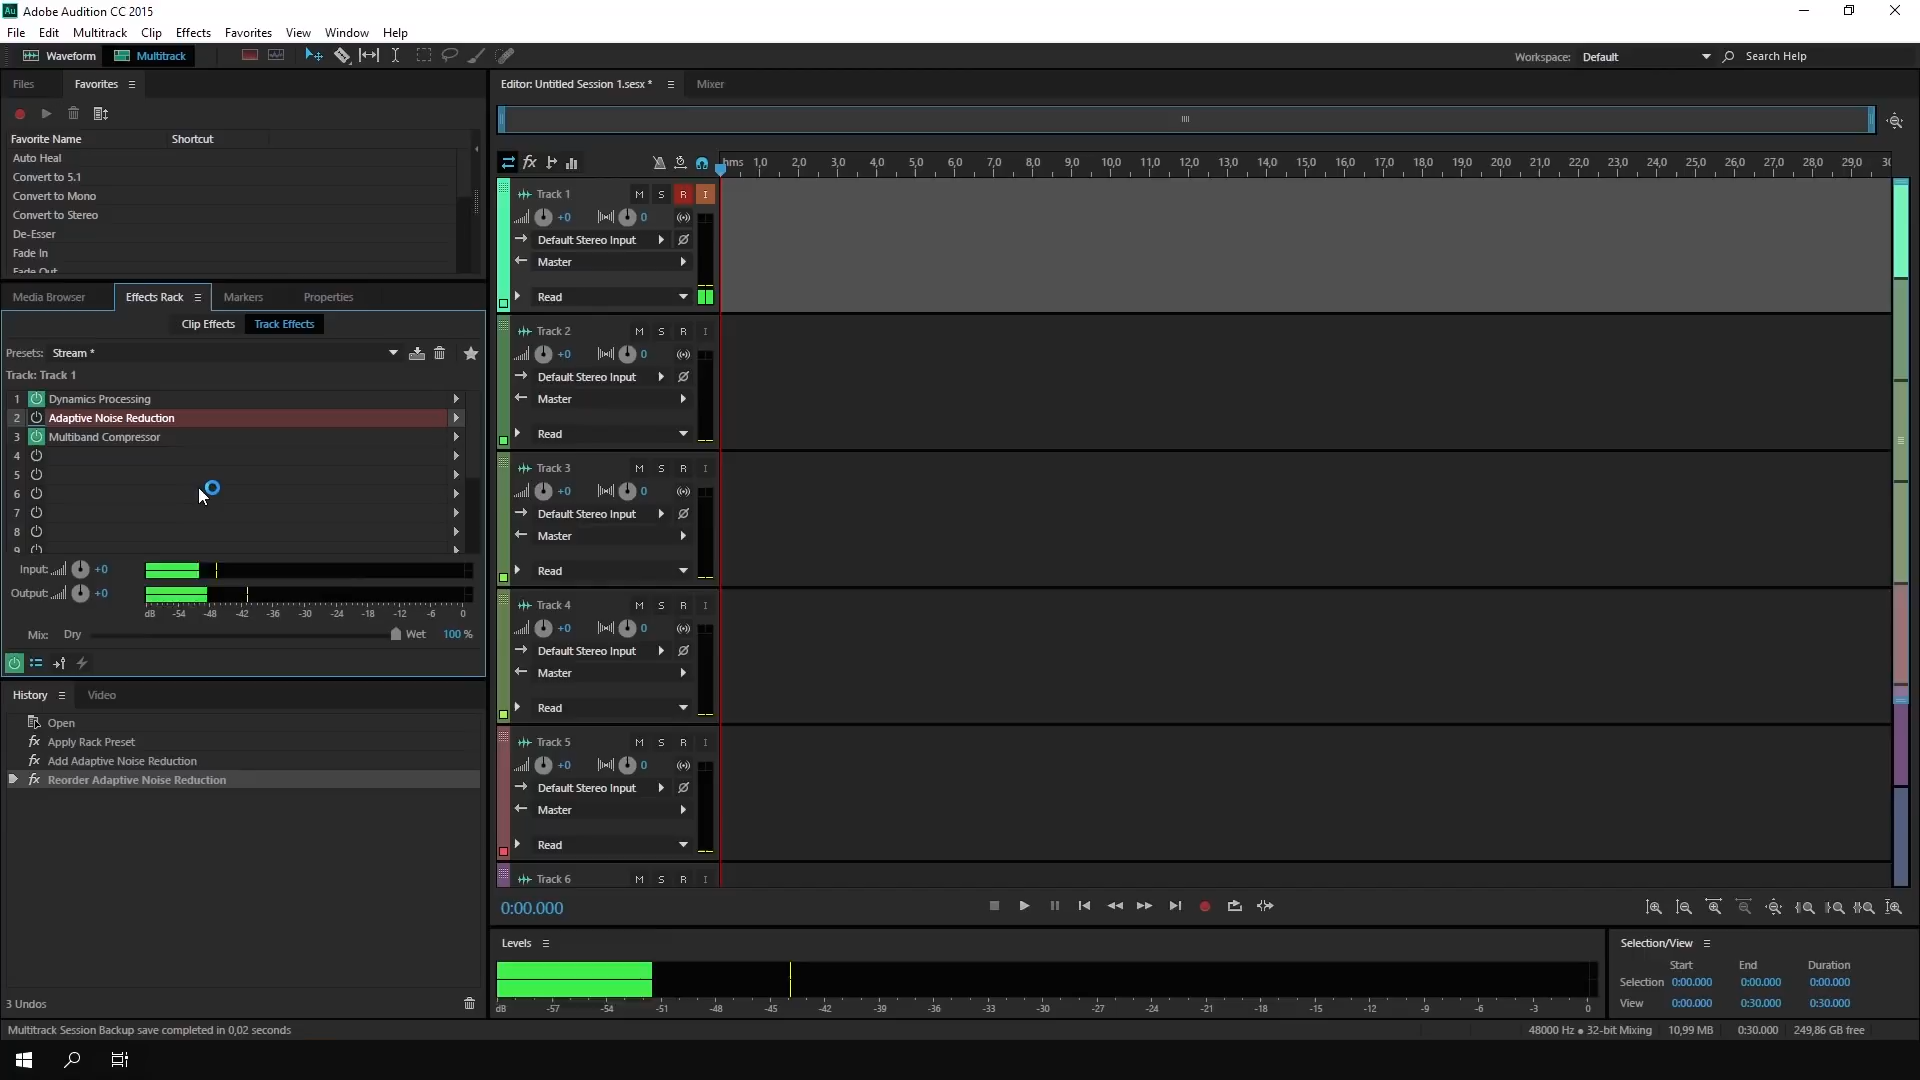 Au Adobe Audition CC 2015
File Edit Multitrack Clip Effects Favorites View Window Help
Waveform Multitrack Workspace: Default Search Help
Files Favorites
Favorite Name Shortcut
Auto Heal
Convert to 5.1
Convert to Mono
Convert to Stereo
De-Esser
Fade In
Fade Out
Media Browser Effects Rack Markers Properties
Clip Effects Track Effects
Presets: Stream *
Track: Track 1
1 Dynamics Processing
2 Adaptive Noise Reduction
3 Multiband Compressor
4
5
6
7
8
9
Input: +0
Output: +0
dB -54 -48 -42 -36 -30 -24 -18 -12 -6 0
Mix: Dry Wet 100 %
History Video
Open
Apply Rack Preset
Add Adaptive Noise Reduction
Reorder Adaptive Noise Reduction
3 Undos
Editor: Untitled Session 1.sesx * Mixer
fx hms 1,0 2,0 3,0 4,0 5,0 6,0 7,0 8,0 9,0 10,0 11,0 12,0 13,0 14,0 15,0 16,0 17,0 18,0 19,0 20,0 21,0 22,0 23,0 24,0 25,0 26,0 27,0 28,0 29,0
Track 1 M S R I
+0 0
Default Stereo Input
Master
Read
Track 2 M S R I
+0 0
Default Stereo Input
Master
Read
Track 3 M S R I
+0 0
Default Stereo Input
Master
Read
Track 4 M S R I
+0 0
Default Stereo Input
Master
Read
Track 5 M S R I
+0 0
Default Stereo Input
Master
Read
Track 6 M S R I
0:00.000
Levels
dB -57 -54 -51 -48 -45 -42 -39 -36 -33 -30 -27 -24 -21 -18 -15 -12 -9 -6 -3 0
Selection/View
Start End Duration
Selection 0:00.000 0:00.000 0:00.000
View 0:00.000 0:30.000 0:30.000
Multitrack Session Backup save completed in 0,02 seconds 48000 Hz ● 32-bit Mixing 10,99 MB 0:30.000 249,86 GB free